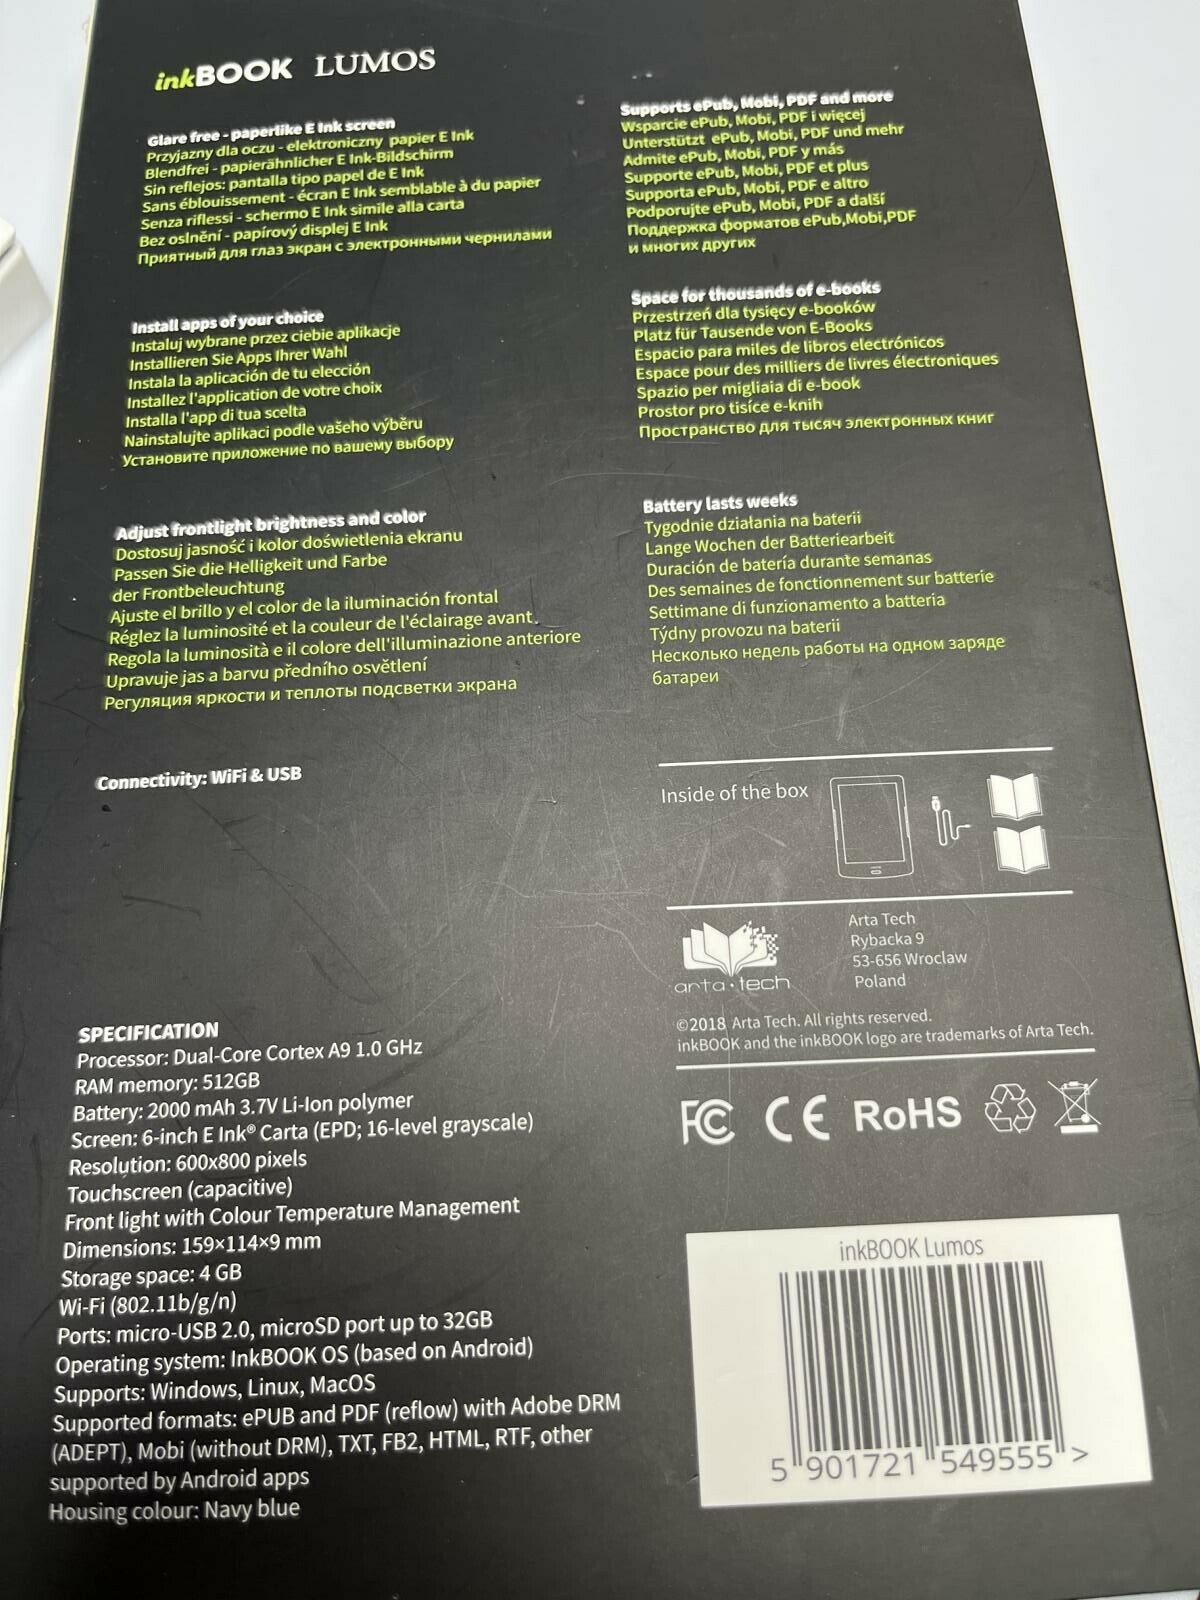 inkBOOK LUMOS
Glare free - paperlike E Ink screen
Przyjazny dla oczu - elektroniczny papier E Ink
Blendfrei - papierähnlicher E Ink-Bildschirm
Sin reflejos: pantalla tipo papel de E Ink
Sans éblouissement - écran E Ink semblable à du papier
Senza riflessi - schermo E Ink simile alla carta
Bez oslnění - papírový displej E Ink
Приятный для глаз экран с электронными чернилами
Supports ePub, Mobi, PDF and more
Wsparcie ePub, Mobi, PDF i więcej
Unterstützt ePub, Mobi, PDF und mehr
Admite ePub, Mobi, PDF y más
Supporte ePub, Mobi, PDF et plus
Supporta ePub, Mobi, PDF e altro
Podporujte ePub, Mobi, PDF a další
Поддержка форматов ePub,Mobi,PDF
и многих других
Install apps of your choice
Instaluj wybrane przez ciebie aplikacje
Installieren Sie Apps Ihrer Wahl
Instala la aplicación de tu elección
Installez l'application de votre choix
Installa l'app di tua scelta
Nainstalujte aplikaci podle vašeho výběru
Установите приложение по вашему выбору
Space for thousands of e-books
Przestrzeń dla tysięcy e-booków
Platz für Tausende von E-Books
Espacio para miles de libros electrónicos
Espace pour des milliers de livres électroniques
Spazio per migliaia di e-book
Prostor pro tisíce e-knih
Пространство для тысяч электронных книг
Adjust frontlight brightness and color
Dostosuj jasność i kolor doświetlenia ekranu
Passen Sie die Helligkeit und Farbe
der Frontbeleuchtung
Ajuste el brillo y el color de la iluminación frontal
Réglez la luminosité et la couleur de l'éclairage avant
Regola la luminosità e il colore dell'illuminazione anteriore
Upravuje jas a barvu předního osvětlení
Регуляция яркости и теплоты подсветки экрана
Battery lasts weeks
Tygodnie działania na baterii
Lange Wochen der Batteriearbeit
Duración de batería durante semanas
Des semaines de fonctionnement sur batterie
Settimane di funzionamento a batteria
Týdny provozu na baterii
Несколько недель работы на одном заряде
батареи
Connectivity: WiFi & USB
Inside of the box
arta·tech
Arta Tech
Rybacka 9
53-656 Wroclaw
Poland
©2018 Arta Tech. All rights reserved.
inkBOOK and the inkBOOK logo are trademarks of Arta Tech.
FC CE RoHS
SPECIFICATION
Processor: Dual-Core Cortex A9 1.0 GHz
RAM memory: 512GB
Battery: 2000 mAh 3.7V Li-Ion polymer
Screen: 6-inch E Ink® Carta (EPD; 16-level grayscale)
Resolution: 600x800 pixels
Touchscreen (capacitive)
Front light with Colour Temperature Management
Dimensions: 159×114×9 mm
Storage space: 4 GB
Wi-Fi (802.11b/g/n)
Ports: micro-USB 2.0, microSD port up to 32GB
Operating system: InkBOOK OS (based on Android)
Supports: Windows, Linux, MacOS
Supported formats: ePUB and PDF (reflow) with Adobe DRM
(ADEPT), Mobi (without DRM), TXT, FB2, HTML, RTF, other
supported by Android apps
Housing colour: Navy blue
inkBOOK Lumos
5 901721 549555 >